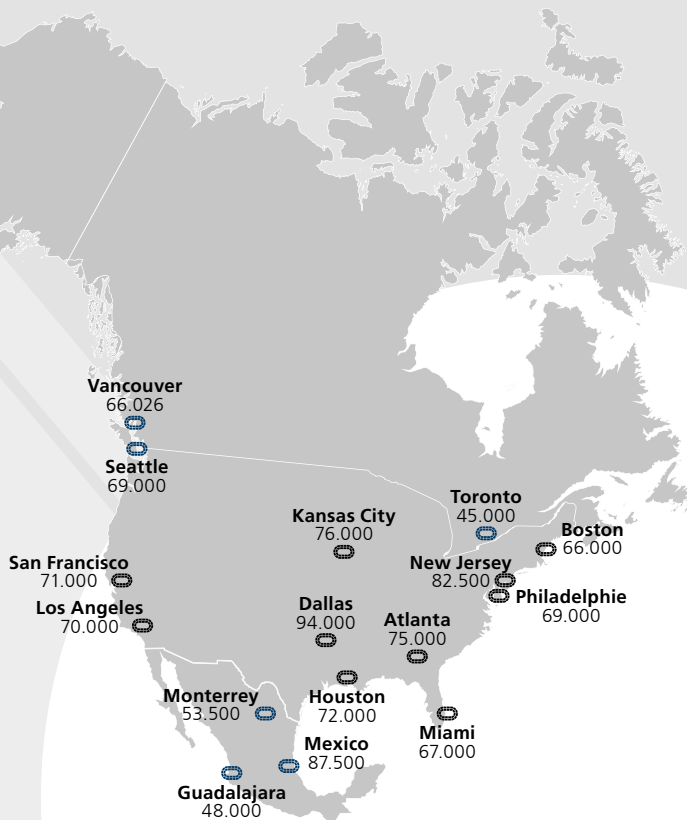 Vancouver
66.026
Seattle
69.000
Toronto
45.000
Kansas City
76.000
Boston
66.000
San Francisco
71.000
New Jersey
82.500
Los Angeles
70.000
Philadelphie
69.000
Dallas
94.000
Atlanta
75.000
Monterrey
53.500
Houston
72.000
Miami
67.000
Mexico
87.500
Guadalajara
48.000